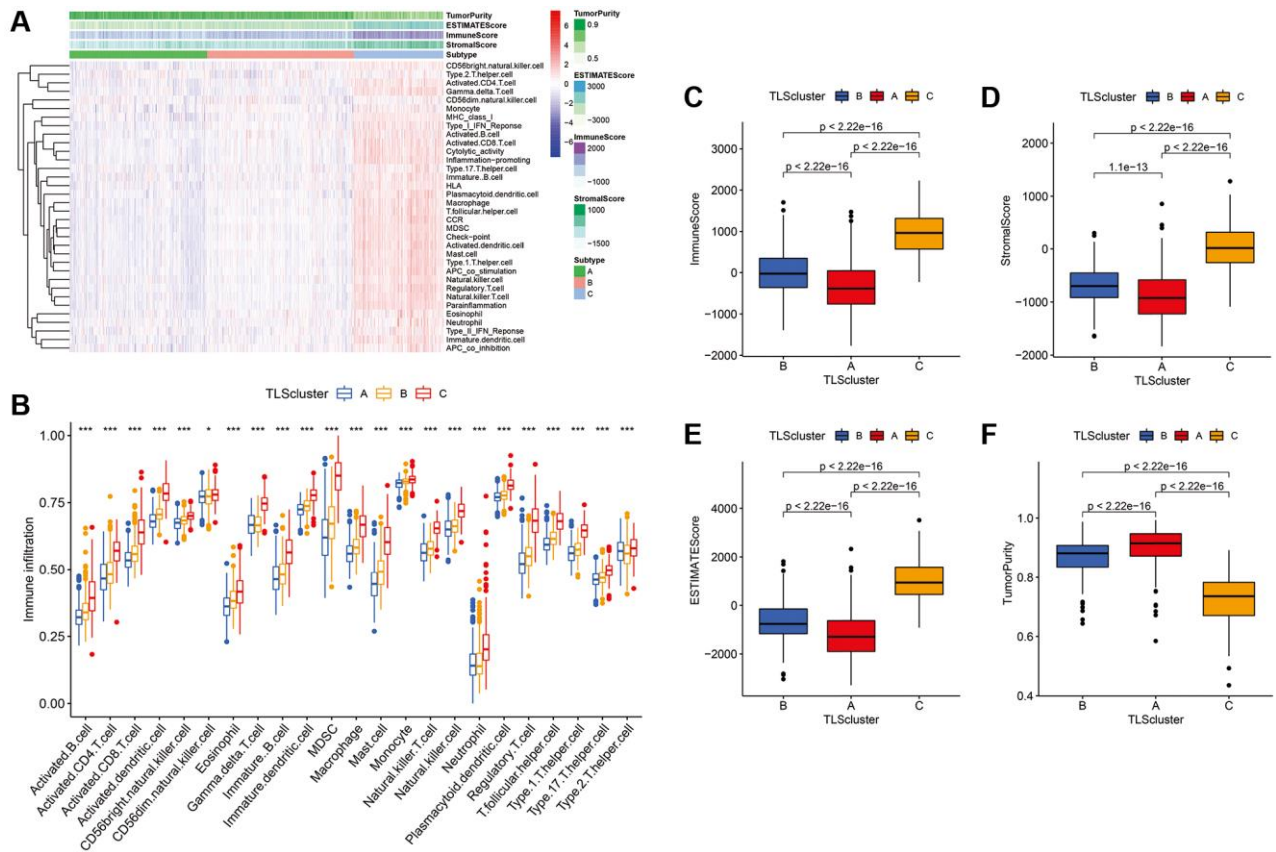 A
TumorPurity
ESTIMATEScore
ImmuneScore
StromalScore
Subtype
CD56bright.natural.killer.cell
Type.2.T.helper.cell
Activated.CD4.T.cell
Gamma.delta.T.cell
CD56dim.natural.killer.cell
Monocyte
MHC_class_I
Type_I_IFN_Reponse
Activated.B.cell
Activated.CD8.T.cell
Cytolytic_activity
Inflammation-promoting
Type.17.T.helper.cell
Immature..B.cell
HLA
Plasmacytoid.dendritic.cell
Macrophage
T.follicular.helper.cell
CCR
MDSC
Check-point
Activated.dendritic.cell
Mast.cell
Type.1.T.helper.cell
APC_co_stimulation
Natural.killer.cell
Regulatory.T.cell
Natural.killer.T.cell
Parainflammation
Eosinophil
Neutrophil
Type_II_IFN_Reponse
Immature.dendritic.cell
APC_co_inhibition
6
4
2
0
−2
−4
−6
TumorPurity
0.9
0.5
ESTIMATEScore
3000
−3000
ImmuneScore
2000
−1000
StromalScore
1000
−1500
Subtype
A
B
C
B
TLScluster A B C
Immune infiltration
1.00
0.75
0.50
0.25
0.00
*** *** *** *** *** * *** *** *** *** *** *** *** *** *** *** *** *** *** *** *** *** ***
Activated.B.cell
Activated.CD4.T.cell
Activated.CD8.T.cell
Activated.dendritic.cell
CD56bright.natural.killer.cell
CD56dim.natural.killer.cell
Eosinophil
Gamma.delta.T.cell
Immature..B.cell
Immature.dendritic.cell
MDSC
Macrophage
Mast.cell
Monocyte
Natural.killer.T.cell
Natural.killer.cell
Neutrophil
Plasmacytoid.dendritic.cell
Regulatory.T.cell
T.follicular.helper.cell
Type.1.T.helper.cell
Type.17.T.helper.cell
Type.2.T.helper.cell
C
TLScluster B A C
p < 2.22e−16
p < 2.22e−16
p < 2.22e−16
ImmuneScore
3000
2000
1000
0
−1000
−2000
B A C
TLScluster
D
TLScluster B A C
p < 2.22e−16
p < 2.22e−16
1.1e−13
StromalScore
2000
1000
0
−1000
−2000
B A C
TLScluster
E
TLScluster B A C
p < 2.22e−16
p < 2.22e−16
p < 2.22e−16
ESTIMATEScore
4000
2000
0
−2000
B A C
TLScluster
F
TLScluster B A C
p < 2.22e−16
p < 2.22e−16
p < 2.22e−16
TumorPurity
1.0
0.8
0.6
0.4
B A C
TLScluster